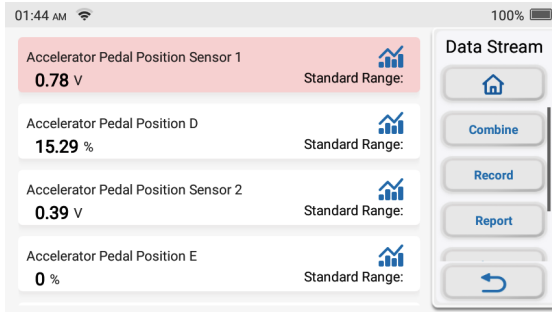 01:44 AM
100%
Accelerator Pedal Position Sensor 1
0.78 V
Standard Range:
Accelerator Pedal Position D
15.29 %
Standard Range:
Accelerator Pedal Position Sensor 2
0.39 V
Standard Range:
Accelerator Pedal Position E
0 %
Standard Range:
Data Stream
Combine
Record
Report